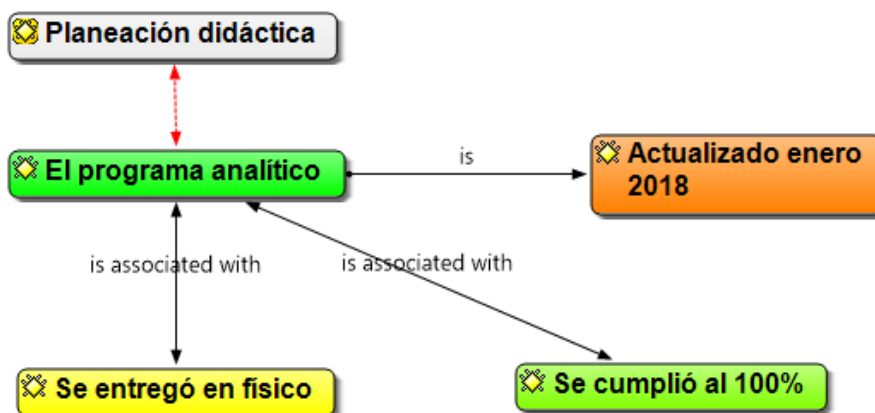 Planeación didáctica
El programa analítico
is
Actualizado enero
2018
is associated with
is associated with
Se entregó en físico
Se cumplió al 100%